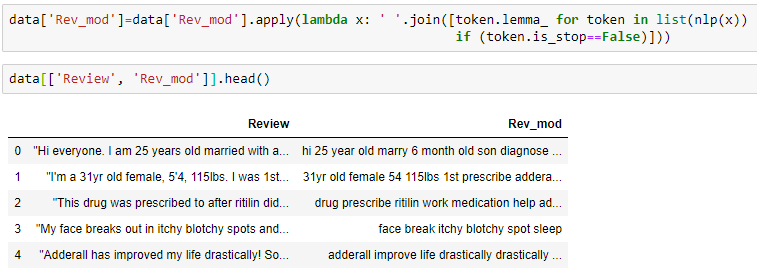 data['Rev_mod']=data['Rev_mod'].apply(lambda x: ' '.join([token.lemma_ for token in list(nlp(x))
if (token.is_stop==False)]))
data[['Review', 'Rev_mod']].head()
Review Rev_mod
0 "Hi everyone. I am 25 years old married with a... hi 25 year old marry 6 month old son diagnose ...
1 "I'm a 31yr old female, 5'4, 115lbs. I was 1st... 31yr old female 54 115lbs 1st prescribe addera...
2 "This drug was prescribed to after ritilin did... drug prescribe ritilin work medication help ad...
3 "My face breaks out in itchy blotchy spots and... face break itchy blotchy spot sleep
4 "Adderall has improved my life drastically! So... adderall improve life drastically drastically ...